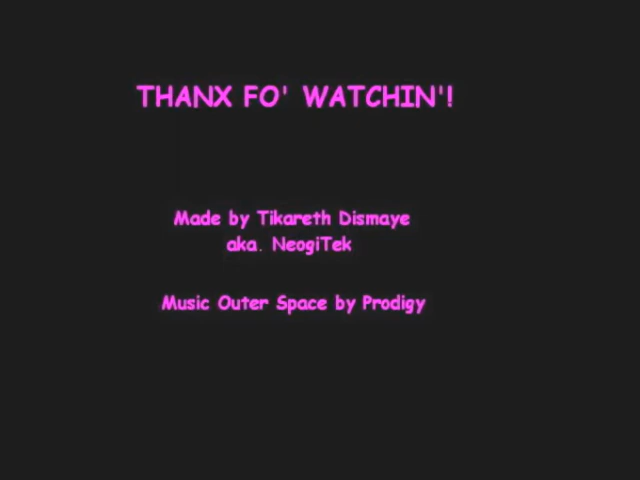 THANX FO' WATCHIN'!
Made by Tikareth Dismaye
aka. NeogiTek
Music Outer Space by Prodigy